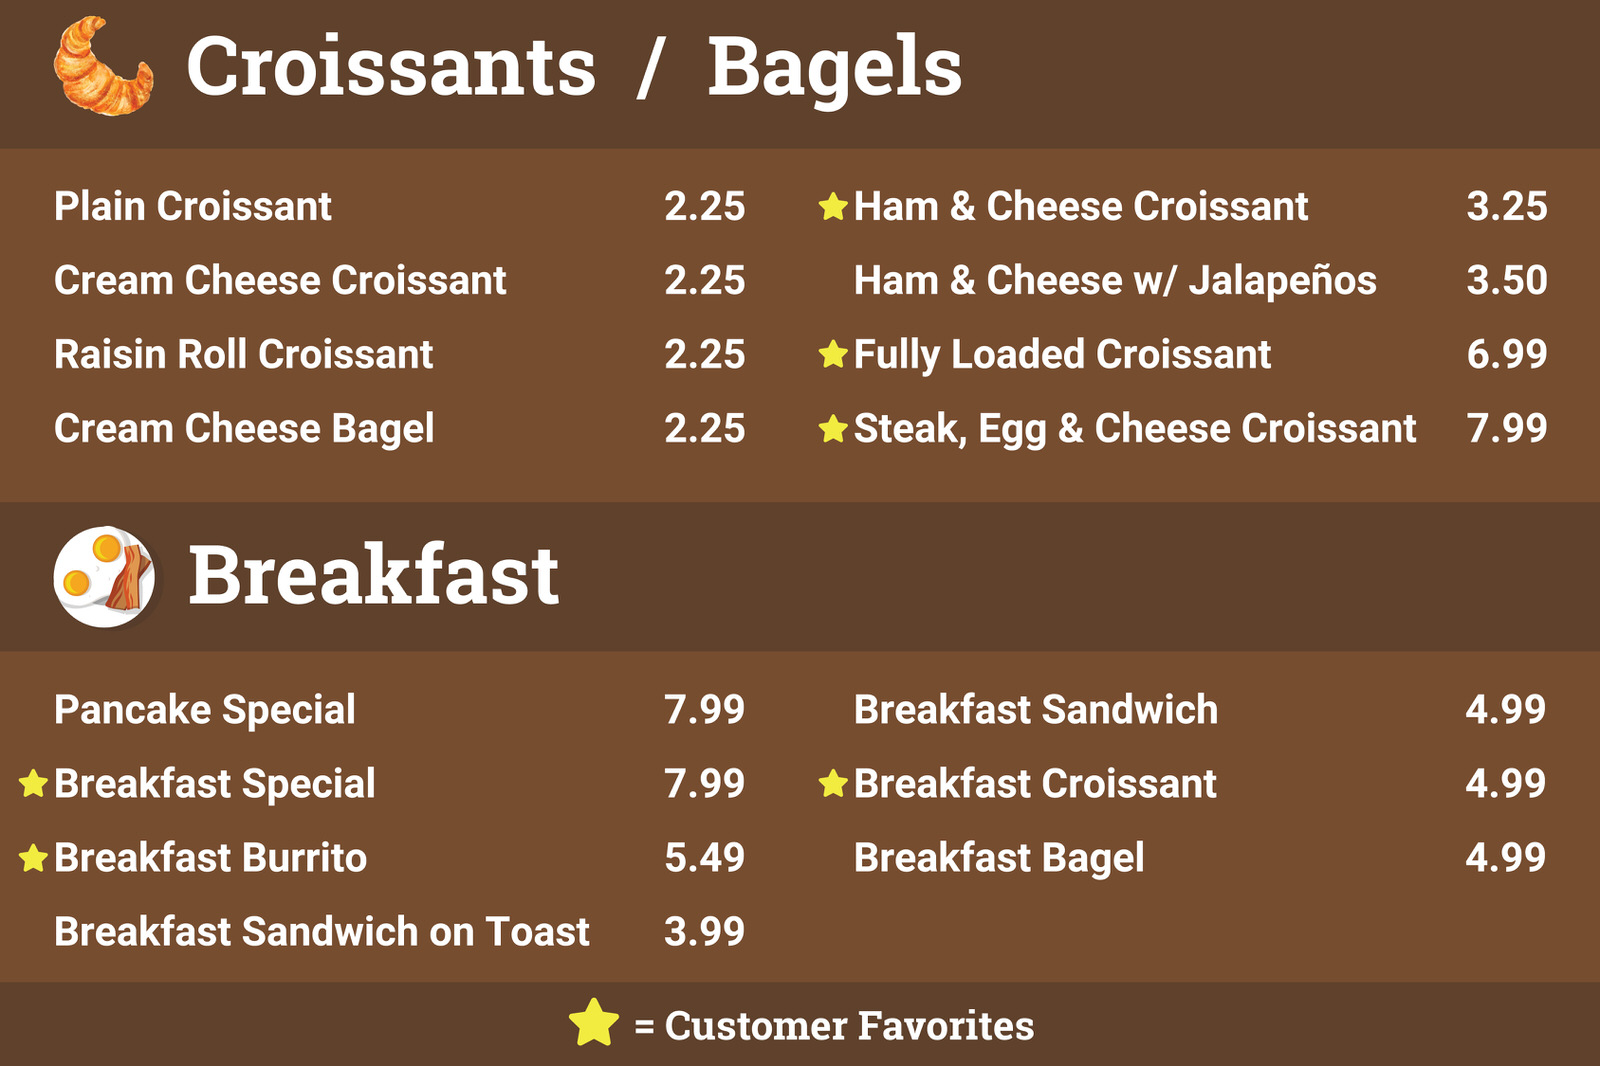 Croissants / Bagels
Plain Croissant 2.25
Cream Cheese Croissant 2.25
Raisin Roll Croissant 2.25
Cream Cheese Bagel 2.25
Ham & Cheese Croissant 3.25
Ham & Cheese w/ Jalapeños 3.50
Fully Loaded Croissant 6.99
Steak, Egg & Cheese Croissant 7.99
Breakfast
Pancake Special 7.99
Breakfast Special 7.99
Breakfast Burrito 5.49
Breakfast Sandwich on Toast 3.99
Breakfast Sandwich 4.99
Breakfast Croissant 4.99
Breakfast Bagel 4.99
= Customer Favorites